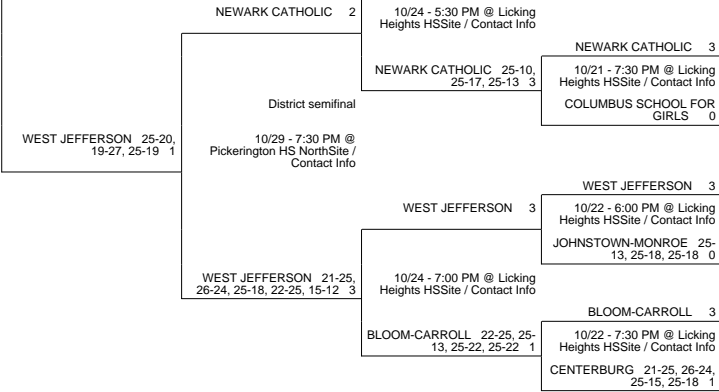 NEWARK CATHOLIC 2
10/24 - 5:30 PM @ Licking
Heights HSSite / Contact Info
NEWARK CATHOLIC 3
NEWARK CATHOLIC 25-10,
25-17, 25-13 3
10/21 - 7:30 PM @ Licking
Heights HSSite / Contact Info
COLUMBUS SCHOOL FOR
GIRLS 0
District semifinal
WEST JEFFERSON 25-20,
19-27, 25-19 1
10/29 - 7:30 PM @
Pickerington HS NorthSite /
Contact Info
WEST JEFFERSON 3
WEST JEFFERSON 3
10/22 - 6:00 PM @ Licking
Heights HSSite / Contact Info
JOHNSTOWN-MONROE 25-
13, 25-18, 25-18 0
WEST JEFFERSON 21-25,
26-24, 25-18, 22-25, 15-12 3
10/24 - 7:00 PM @ Licking
Heights HSSite / Contact Info
BLOOM-CARROLL 3
BLOOM-CARROLL 22-25, 25-
13, 25-22, 25-22 1
10/22 - 7:30 PM @ Licking
Heights HSSite / Contact Info
CENTERBURG 21-25, 26-24,
25-15, 25-18 1